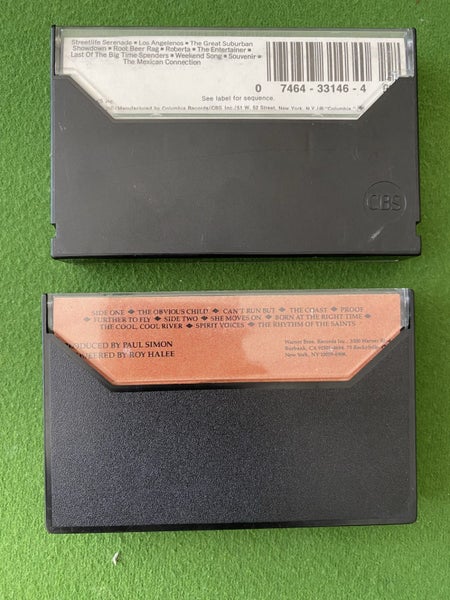 Streetlife Serenade • Los Angelenos • The Great Suburban
Showdown • Root Beer Rag • Roberta • The Entertainer •
Last Of The Big Time Spenders • Weekend Song • Souvenir •
The Mexican Connection
0 7464-33146-4
See label for sequence.
Manufactured by Columbia Records/CBS Inc./51 W. 52 Street, New York, N.Y./® "Columbia,"
CBS
SIDE ONE ◆ THE OBVIOUS CHILD ◆ CAN'T RUN BUT ◆ THE COAST ◆ PROOF
◆ FURTHER TO FLY ◆ SIDE TWO ◆ SHE MOVES ON ◆ BORN AT THE RIGHT TIME ◆
THE COOL, COOL RIVER ◆ SPIRIT VOICES ◆ THE RHYTHM OF THE SAINTS
PRODUCED BY PAUL SIMON
BY ROY HALEE
Warner Bros. Records Inc., 3300 Warner
Burbank, CA 75
New York, NY